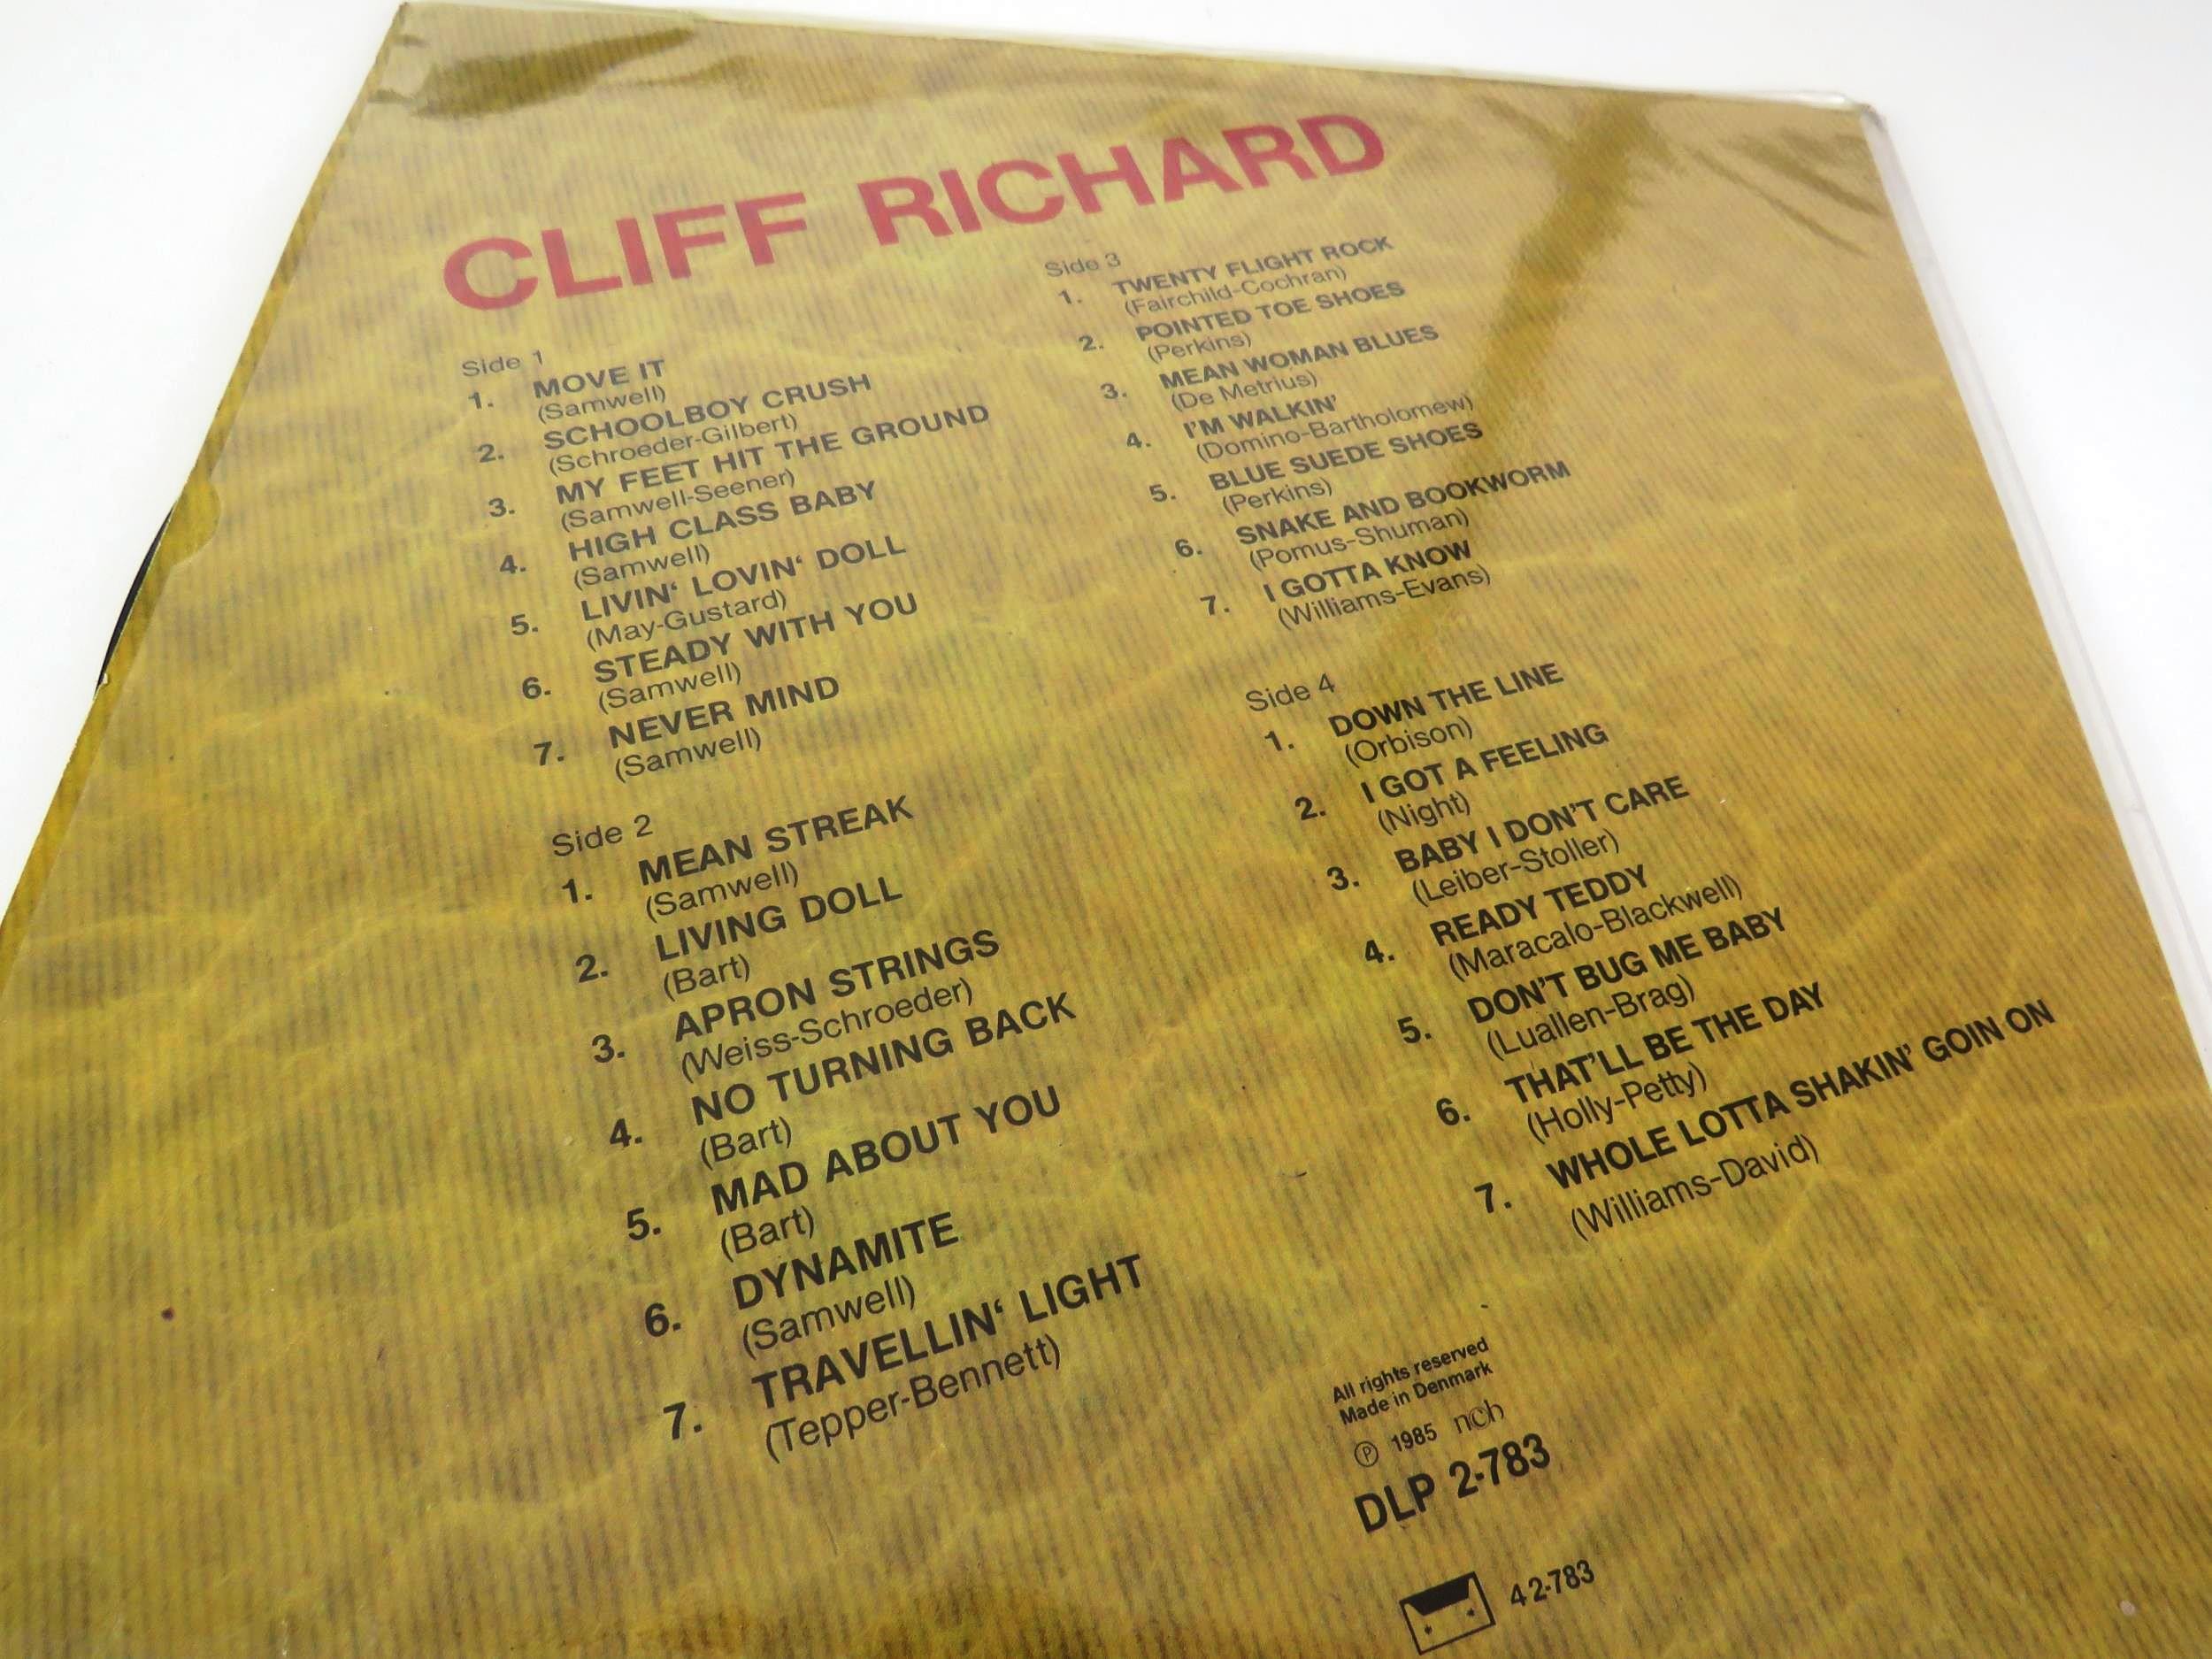 CLIFF RICHARD
Side 1
1. MOVE IT
(Samwell)
2. SCHOOLBOY CRUSH
(Schroeder-Gilbert)
3. MY FEET HIT THE GROUND
(Samwell-Seener)
4. HIGH CLASS BABY
(Samwell)
5. LIVIN‘ LOVIN‘ DOLL
(May-Gustard)
6. STEADY WITH YOU
(Samwell)
7. NEVER MIND
(Samwell)
Side 2
1. MEAN STREAK
(Samwell)
2. LIVING DOLL
(Bart)
3. APRON STRINGS
(Weiss-Schroeder)
4. NO TURNING BACK
(Bart)
5. MAD ABOUT YOU
(Bart)
6. DYNAMITE
(Samwell)
7. TRAVELLIN‘ LIGHT
(Tepper-Bennett)
Side 3
1. TWENTY FLIGHT ROCK
(Fairchild-Cochran)
2. POINTED TOE SHOES
(Perkins)
3. MEAN WOMAN BLUES
(De Metrius)
4. I'M WALKIN'
(Domino-Bartholomew)
5. BLUE SUEDE SHOES
(Perkins)
6. SNAKE AND BOOKWORM
(Pomus-Shuman)
7. I GOTTA KNOW
(Williams-Evans)
Side 4
1. DOWN THE LINE
(Orbison)
2. I GOT A FEELING
(Night)
3. BABY I DON'T CARE
(Leiber-Stoller)
4. READY TEDDY
(Maracalo-Blackwell)
5. DON'T BUG ME BABY
(Luallen-Brag)
6. THAT'LL BE THE DAY
(Holly-Petty)
7. WHOLE LOTTA SHAKIN' GOIN ON
(Williams-David)
All rights reserved
Made in Denmark
Ⓟ 1985 ncb
DLP 2-783
42-783